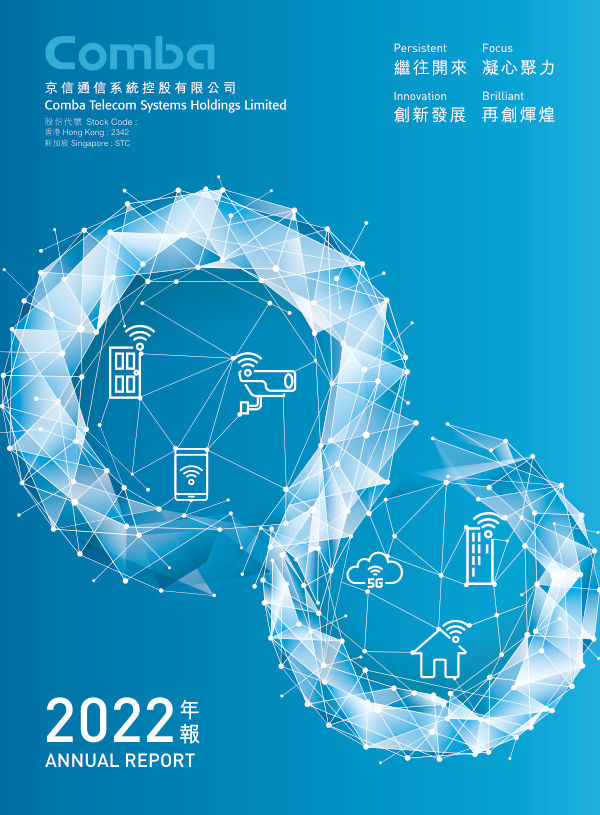 Comba
京信通信系統控股有限公司
Comba Telecom Systems Holdings Limited
股份代號 Stock Code :
香港 Hong Kong : 2342
新加坡 Singapore : STC
Persistent
繼往開來
Focus
凝心聚力
Innovation
創新發展
Brilliant
再創輝煌
5G
2022年報
ANNUAL REPORT